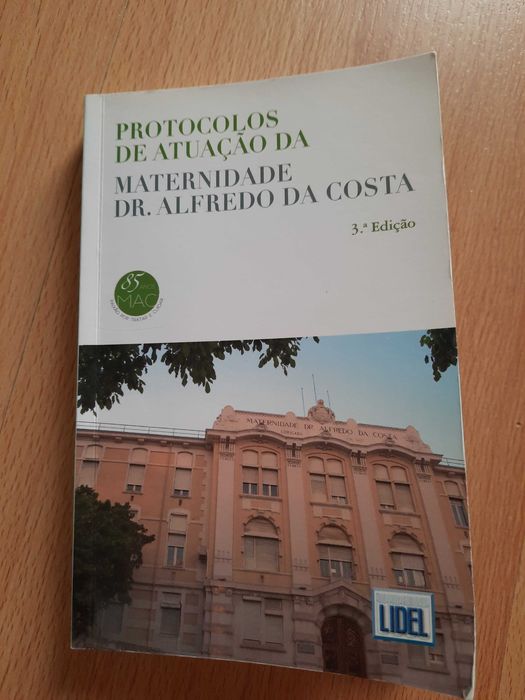 PROTOCOLOS
DE ATUAÇÃO DA
MATERNIDADE
DR. ALFREDO DA COSTA
3.ª Edição
85 ANOS
MAC
MATERNIDADE DR. ALFREDO DA COSTA
LIDEL